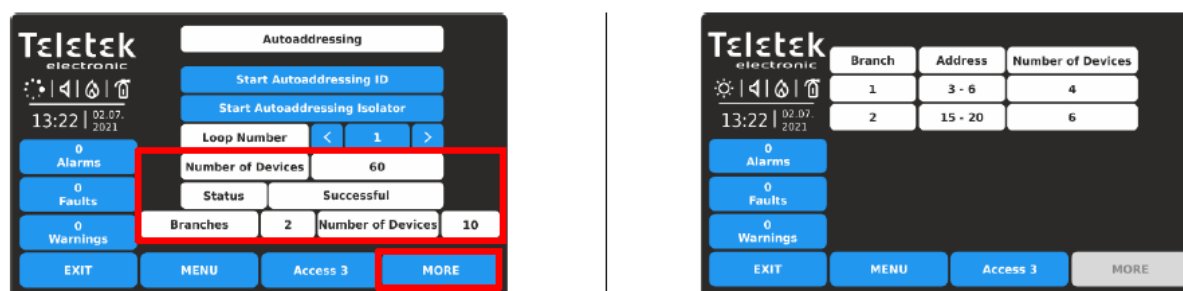 Teletek
electronic
13:22 | 02.07.
2021
0
Alarms
0
Faults
0
Warnings
Autoaddressing
Start Autoaddressing ID
Start Autoaddressing Isolator
Loop Number < 1 >
Number of Devices 60
Status Successful
Branches 2 Number of Devices 10
EXIT MENU Access 3 MORE
Teletek
electronic
13:22 | 02.07.
2021
0
Alarms
0
Faults
0
Warnings
Branch Address Number of Devices
1 3 - 6 4
2 15 - 20 6
EXIT MENU Access 3 MORE